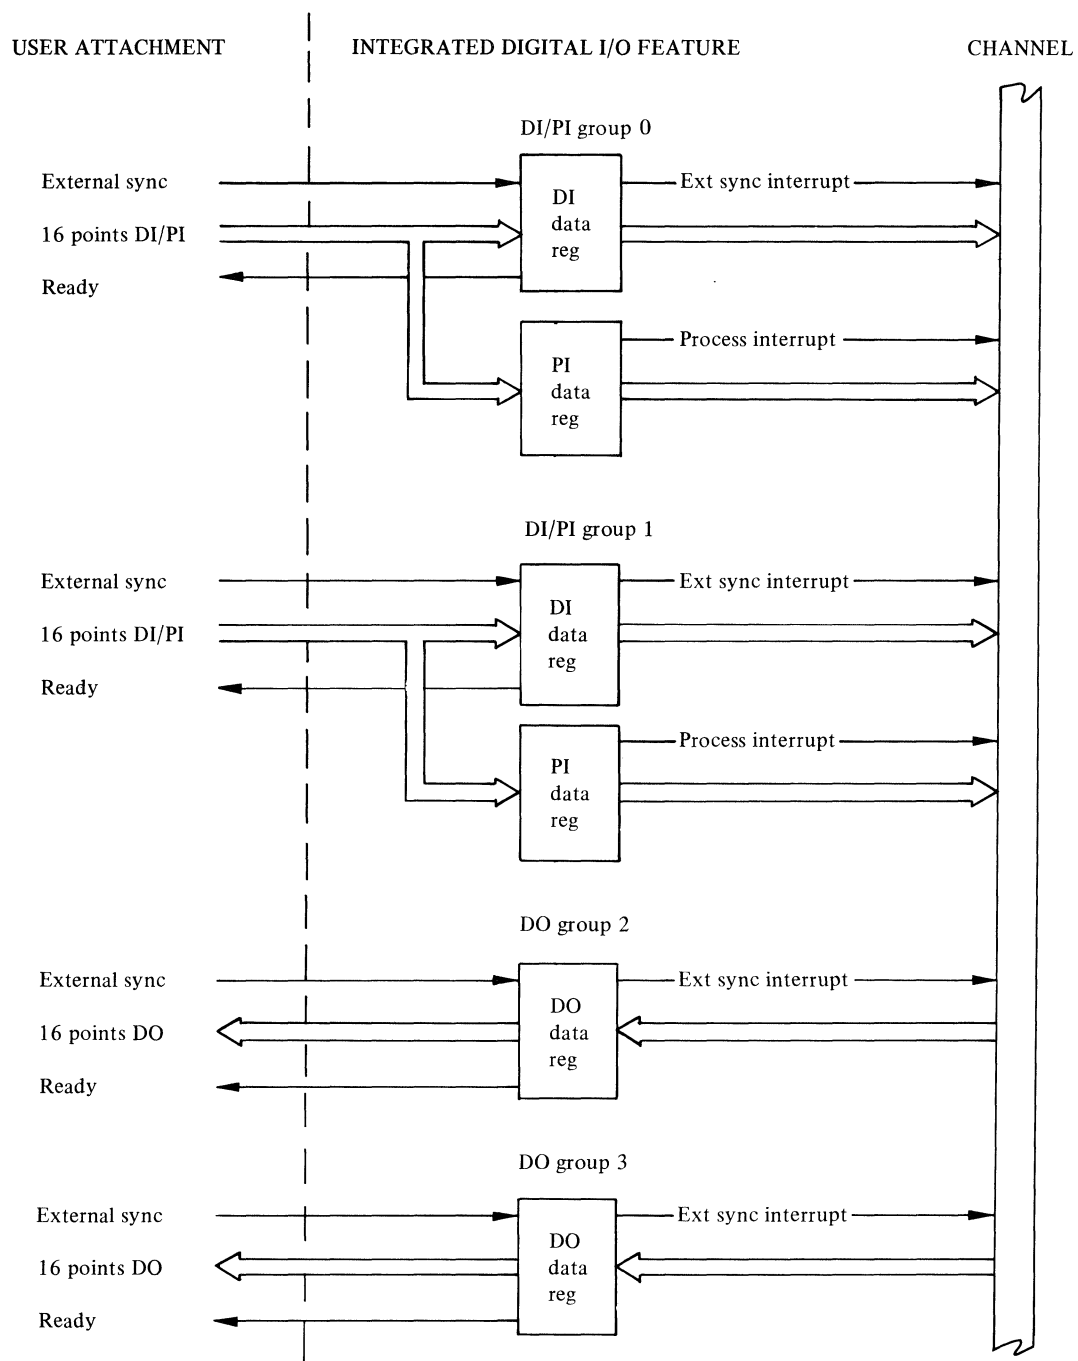 USER ATTACHMENT
INTEGRATED DIGITAL I/O FEATURE
CHANNEL
DI/PI group 0
External sync
DI
data
reg
Ext sync interrupt
16 points DI/PI
Ready
PI
data
reg
Process interrupt
DI/PI group 1
External sync
DI
data
reg
Ext sync interrupt
16 points DI/PI
Ready
PI
data
reg
Process interrupt
DO group 2
External sync
DO
data
reg
Ext sync interrupt
16 points DO
Ready
DO group 3
External sync
DO
data
reg
Ext sync interrupt
16 points DO
Ready